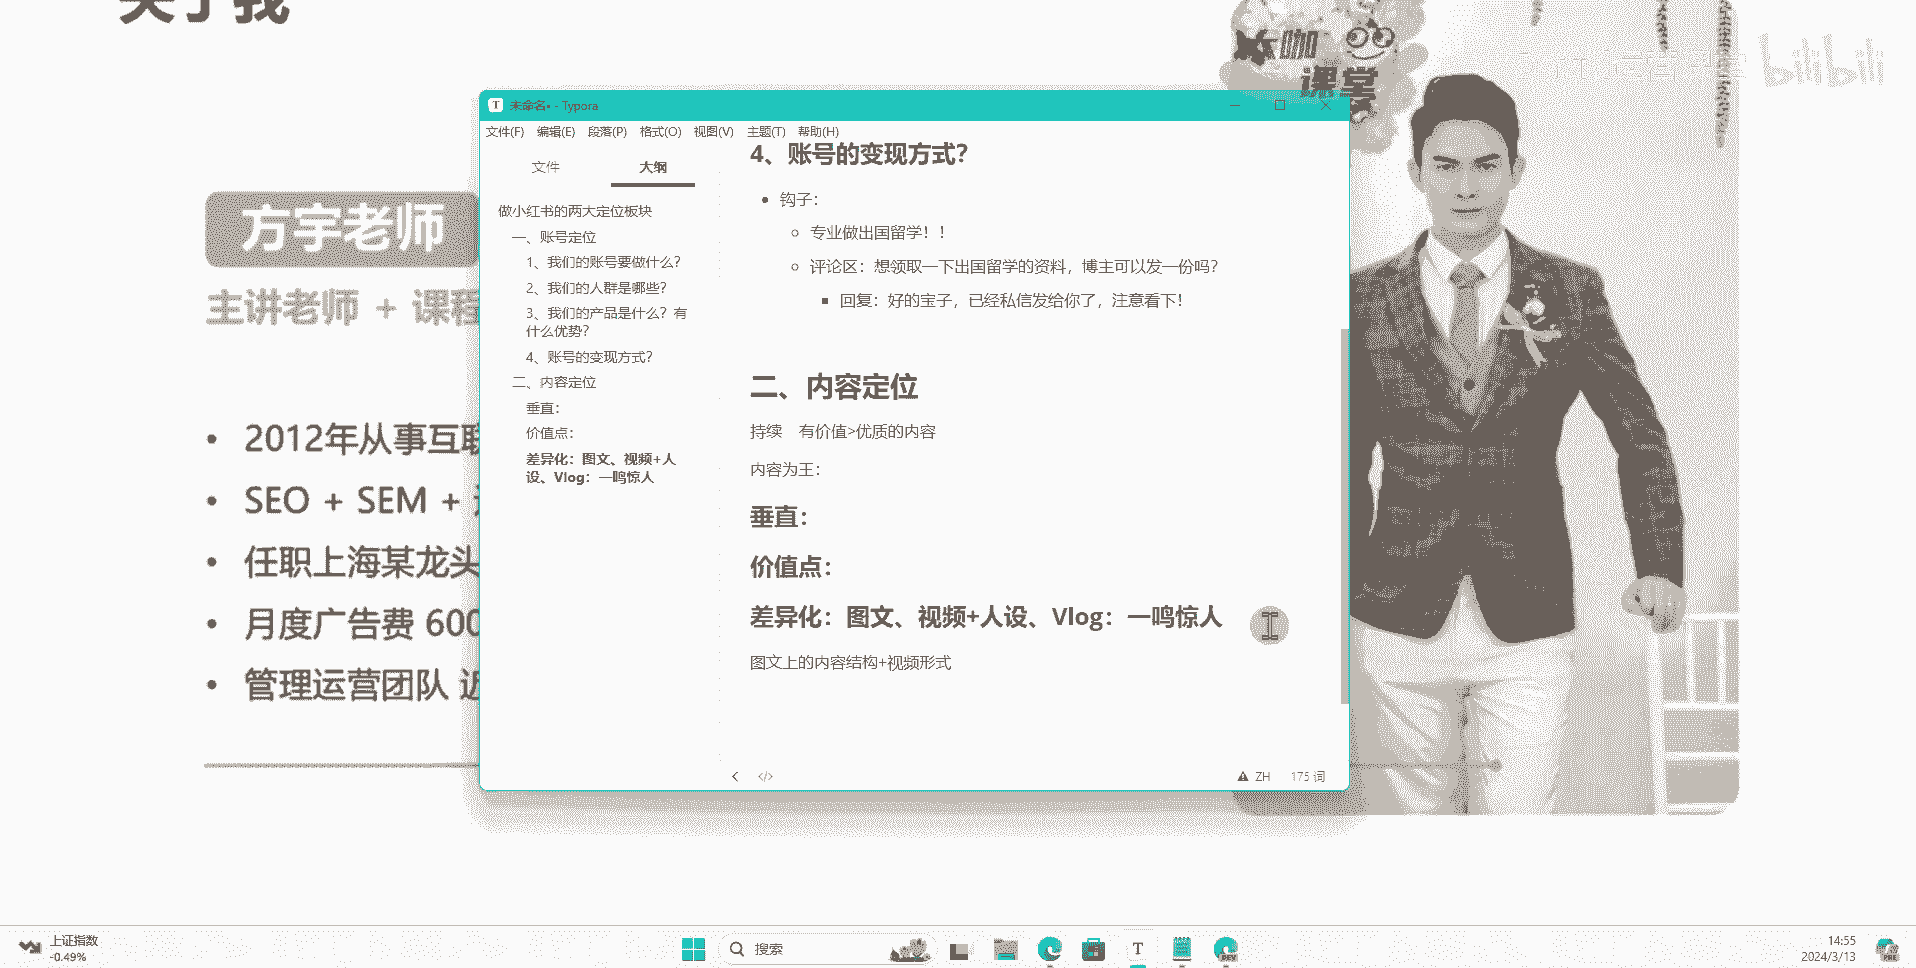 关于我
咔咖
课堂
bilibili
方宇老师
主讲老师 + 课程
2012年从事互联
SEO + SEM +
任职上海某龙头
月度广告费 600
管理运营团队 近
T 未命名• - Typora
文件(F) 编辑(E) 段落(P) 格式(O) 视图(V) 主题(T) 帮助(H)
文件 大纲
做小红书的两大定位板块
一、账号定位
1、我们的账号要做什么？
2、我们的人群是哪些？
3、我们的产品是什么？有
什么优势？
4、账号的变现方式？
二、内容定位
垂直：
价值点：
差异化：图文、视频+人
设、Vlog：一鸣惊人
4、账号的变现方式？
钩子：
专业做出国留学！！
评论区：想领取一下出国留学的资料，博主可以发一份吗？
回复：好的宝子，已经私信发给你了，注意看下！
二、内容定位
持续 有价值>优质的内容
内容为王：
垂直：
价值点：
差异化：图文、视频+人设、Vlog：一鸣惊人
图文上的内容结构+视频形式
</> ZH 175 词
上证指数
-0.49%
搜索
T
DEV
14:55
2024/3/13
PRE